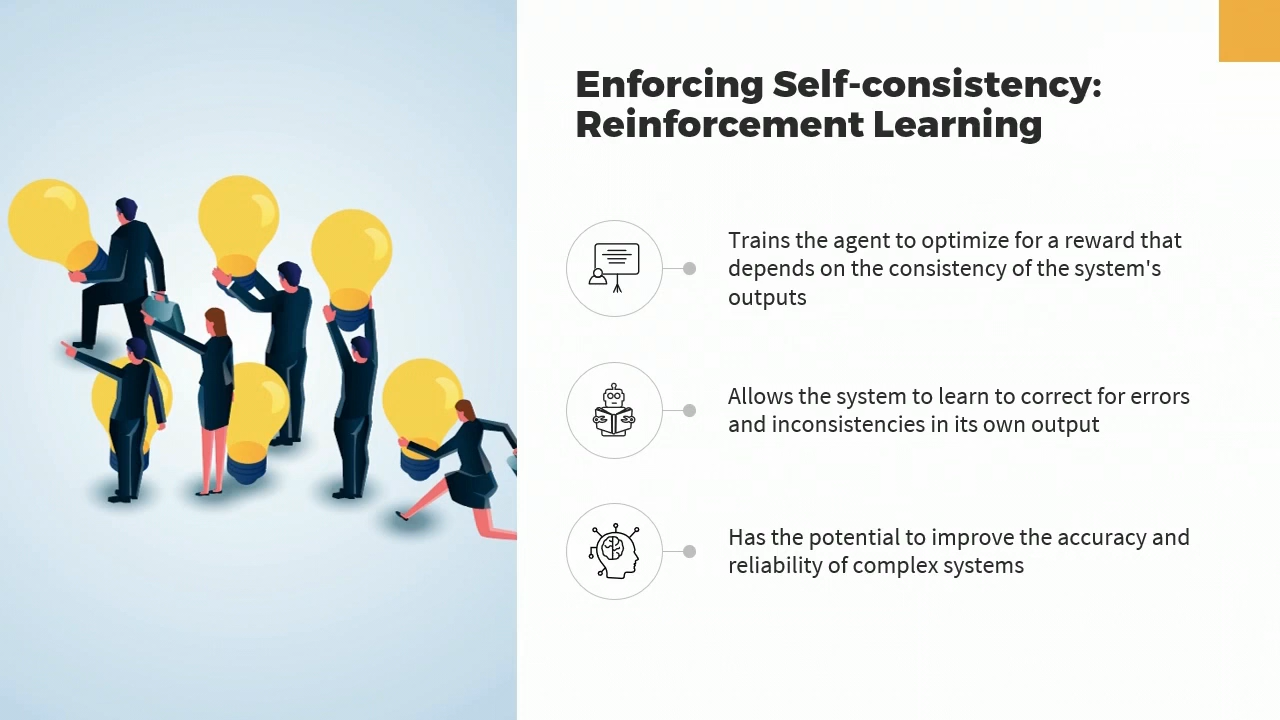 Enforcing Self-consistency:
Reinforcement Learning
Trains the agent to optimize for a reward that
depends on the consistency of the system's
outputs
Allows the system to learn to correct for errors
and inconsistencies in its own output
Has the potential to improve the accuracy and
reliability of complex systems